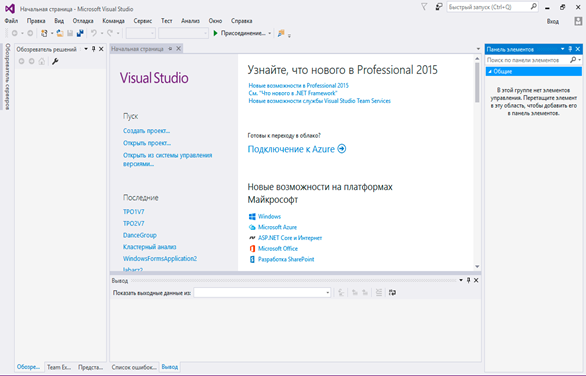 Начальная страница - Microsoft Visual Studio
Быстрый запуск (Ctrl+Q)
Файл Правка Вид Отладка Команда Сервис Тест Анализ Окно Справка
Вход
Присоединение...
Обозреватель серверов
Обозреватель решений
Начальная страница
Visual Studio
Пуск
Создать проект...
Открыть проект...
Открыть из системы управления
версиями...
Последние
TPO1V7
TPO2V7
DanceGroup
Кластерный анализ
WindowsFormsApplication2
Узнайте, что нового в Professional 2015
Новые возможности в Professional 2015
См. "Что нового в .NET Framework"
Новые возможности службы Visual Studio Team Services
Готовы к переходу в облако?
Подключение к Azure
Новые возможности на платформах
Майкрософт
Windows
Microsoft Azure
ASP.NET Core и Интернет
Microsoft Office
Разработка SharePoint
Панель элементов
Поиск по панели элементов
Общие
В этой группе нет элементов
управления. Перетащите элемент
в эту область, чтобы добавить его
в панель элементов.
Вывод
Показать выходные данные из:
Обозре... Team Es... Предста...
Список ошибок... Вывод